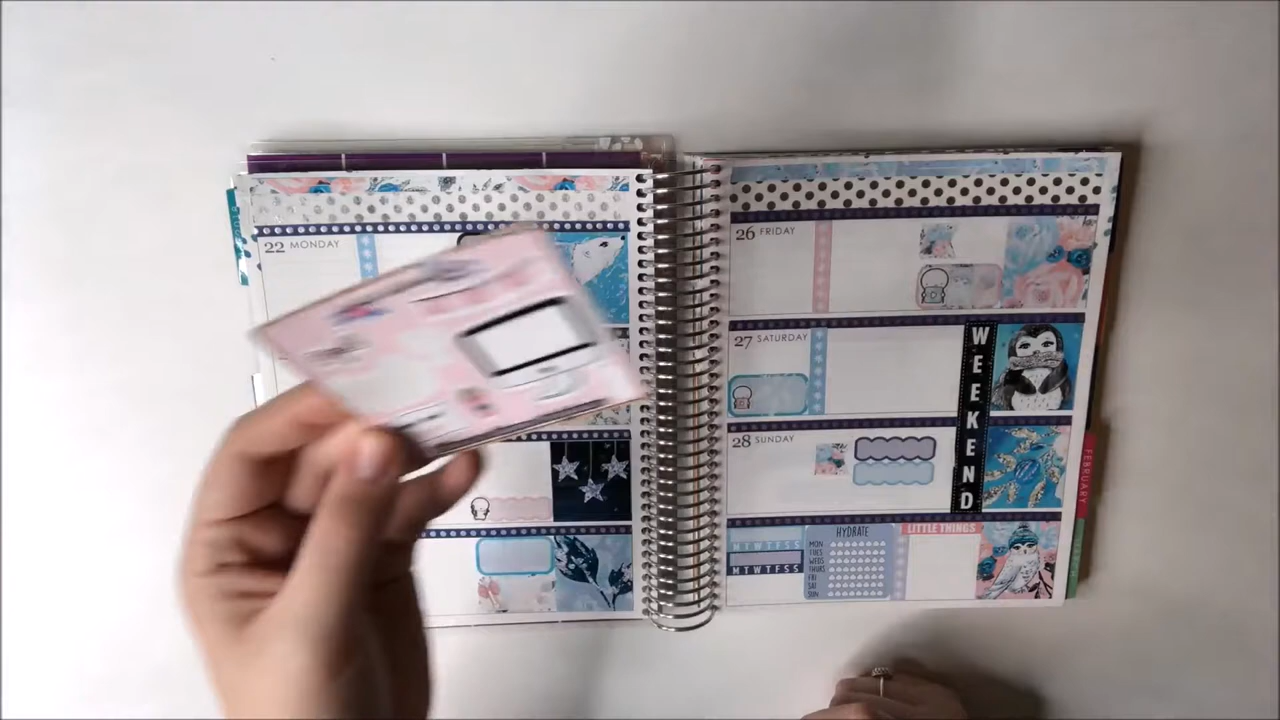 2018
22 MONDAY
26 FRIDAY
27 SATURDAY
28 SUNDAY
WEEKEND
MTWTFSS
MTWTFSS
HYDRATE
MON
TUES
WEDS
THURS
FRI
SAT
SUN
LITTLE THINGS
FEBRUARY